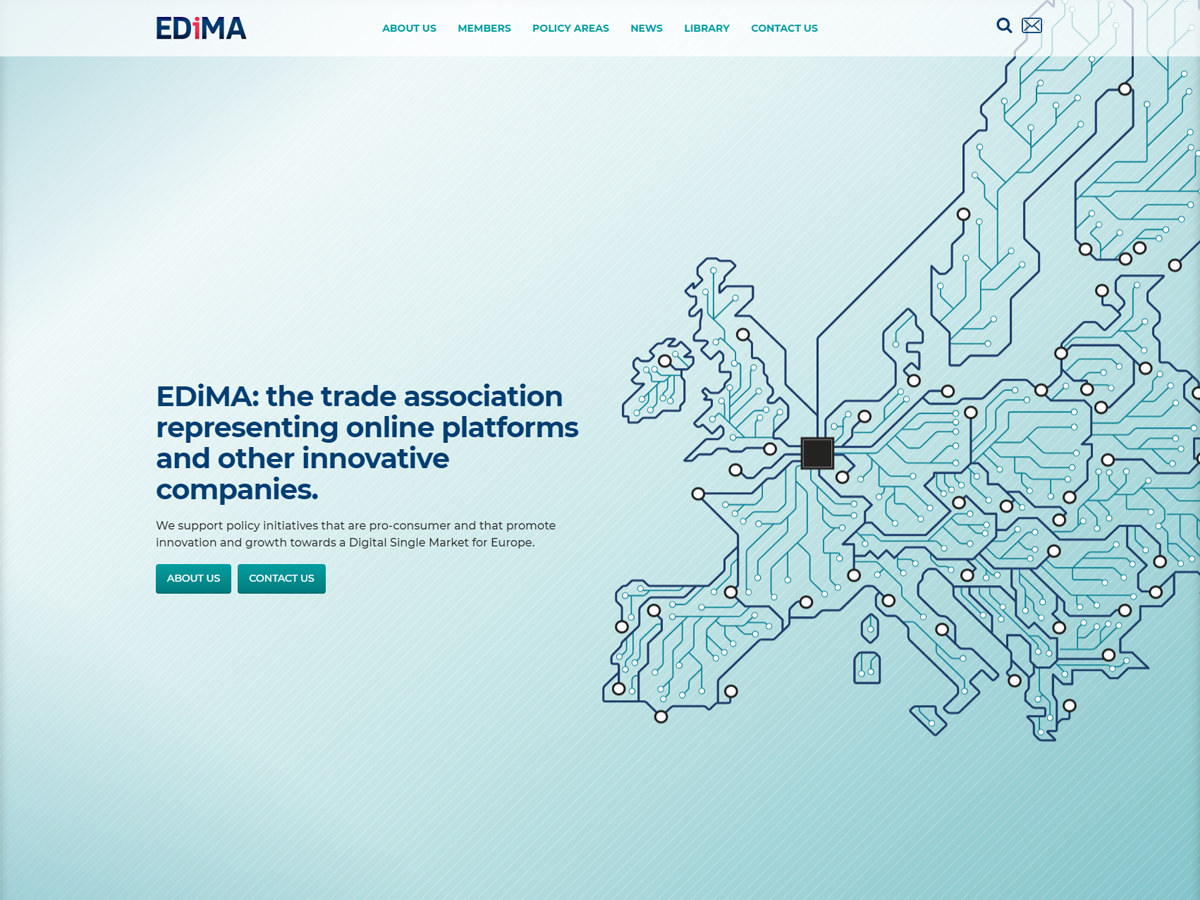 EDiMA
ABOUT US
MEMBERS
POLICY AREAS
NEWS
LIBRARY
CONTACT US
EDiMA: the trade association
representing online platforms
and other innovative
companies.
We support policy initiatives that are pro-consumer and that promote
innovation and growth towards a Digital Single Market for Europe.
ABOUT US
CONTACT US